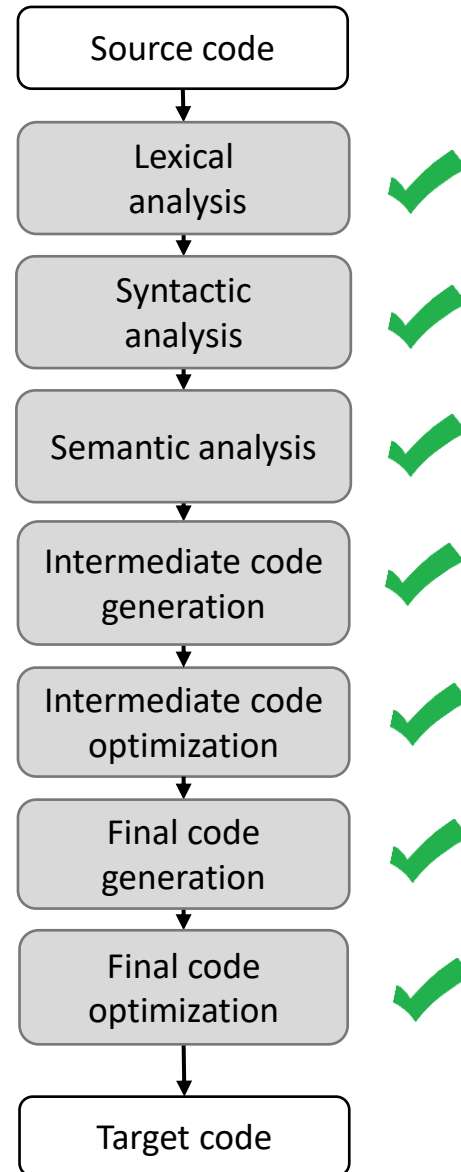 Source code
Lexical
analysis
Syntactic
analysis
Semantic analysis
Intermediate code
generation
Intermediate code
optimization
Final code
generation
Final code
optimization
Target code